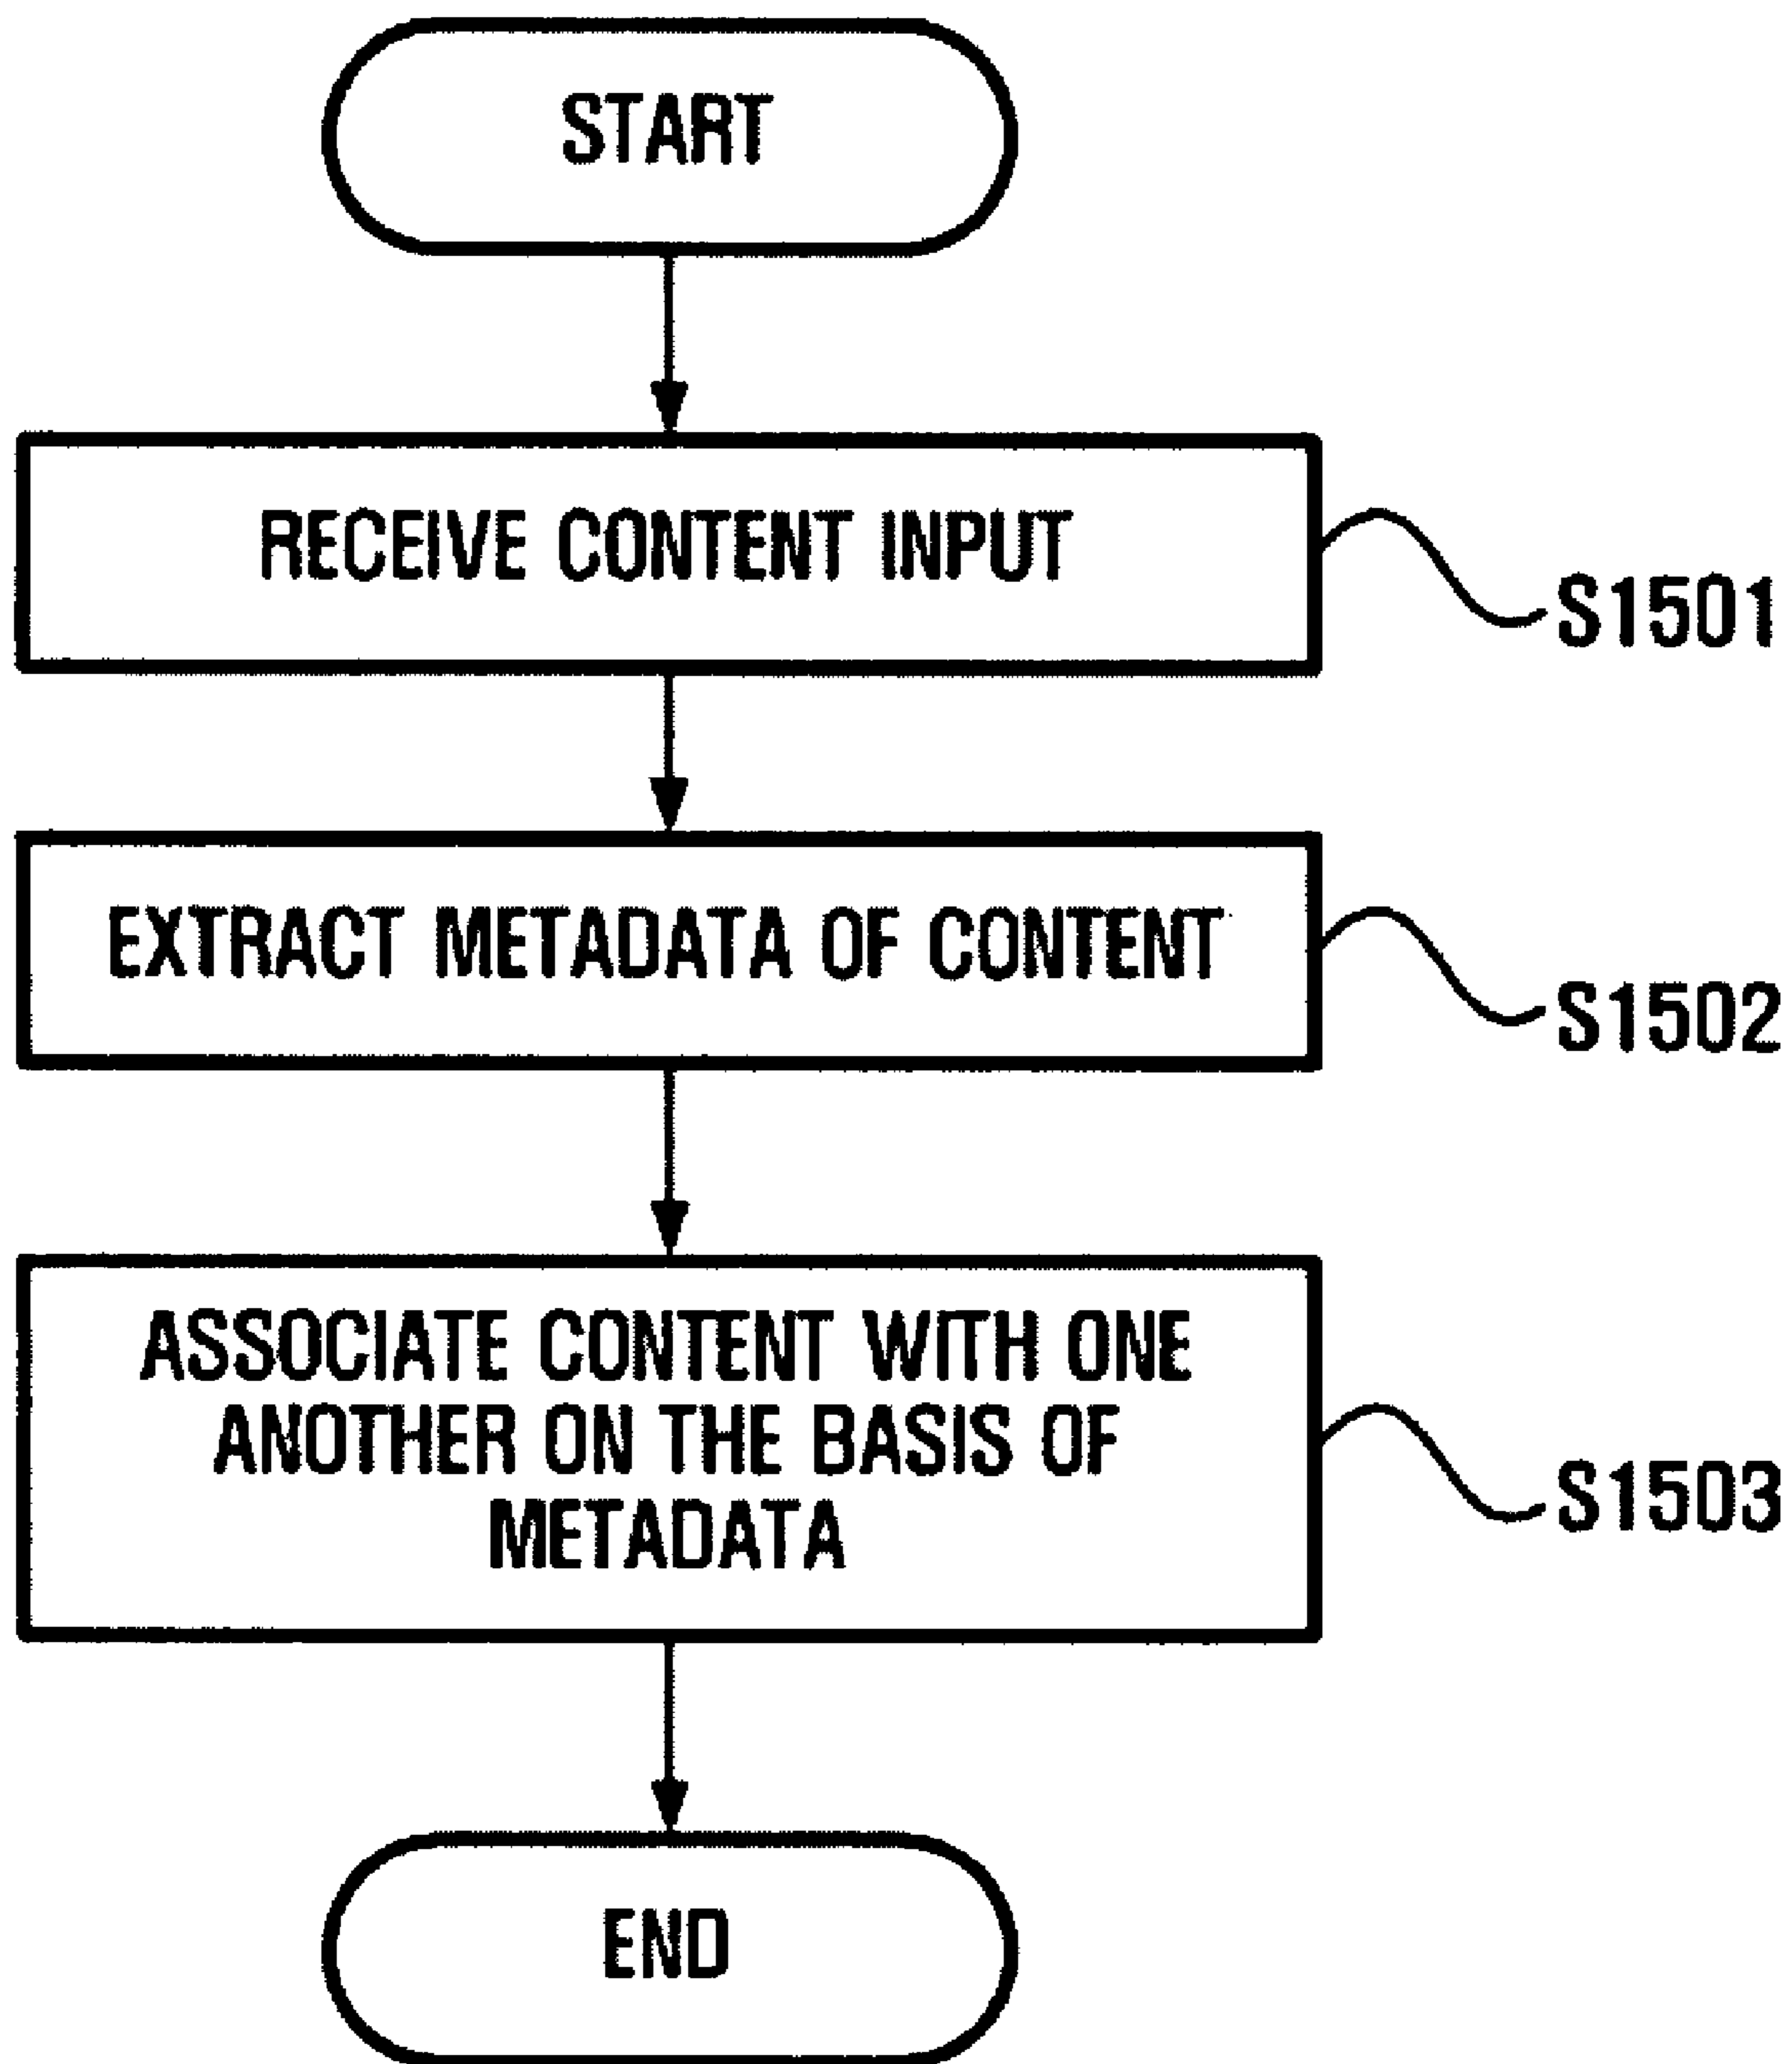 START
RECEIVE CONTENT INPUT
S1501
EXTRACT METADATA OF CONTENT
S1502
ASSOCIATE CONTENT WITH ONE
ANOTHER ON THE BASIS OF
METADATA
S1503
END